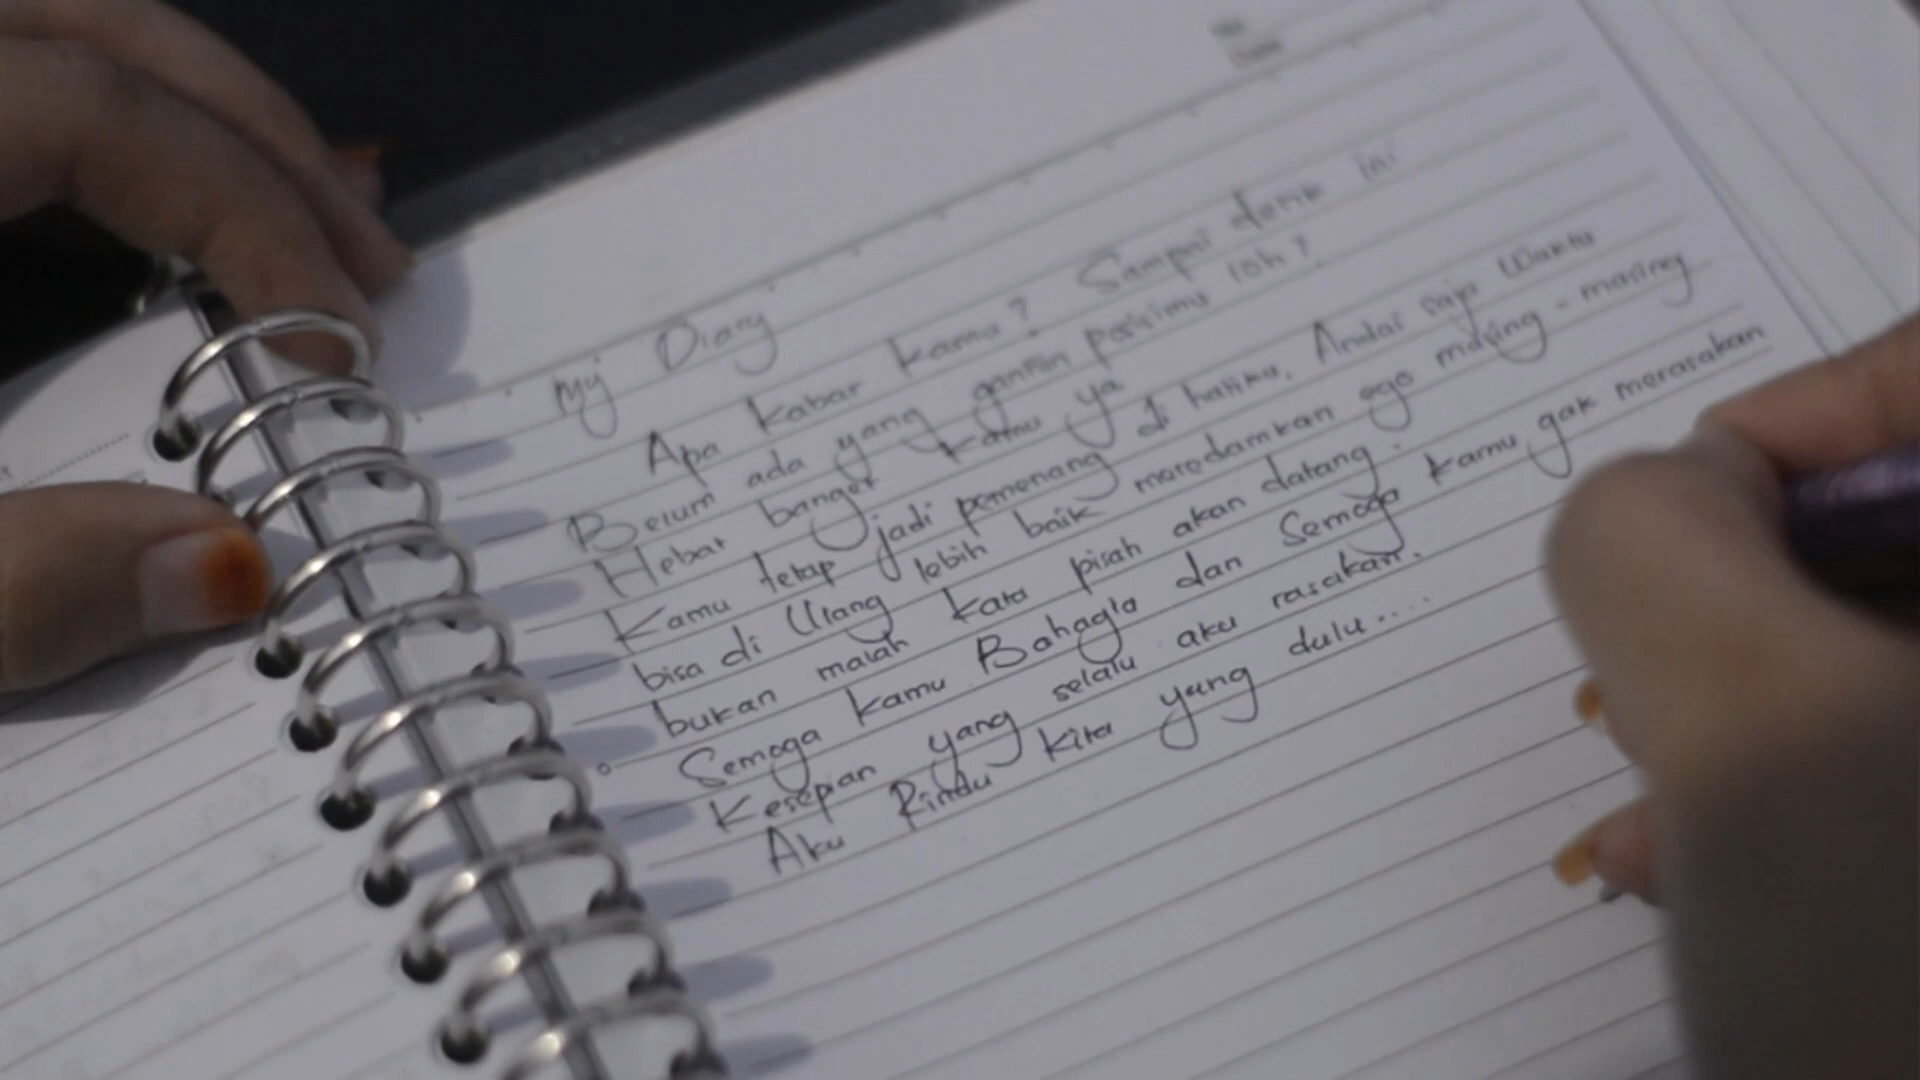 My Diary
Apa kabar kamu? Sampai detik ini
Belum ada yang gantiin posisimu loh?
Hebat banget kamu ya
Kamu tetap jadi pemenang di hatiku. Andai saja waktu
bisa di Ulang lebih baik meredamkan ego masing - masing
bukan malah kata pisah akan datang.
Semoga kamu Bahagia dan Semoga kamu gak merasakan
Kesepian yang selalu aku rasakan.
Aku Rindu kita yang dulu....